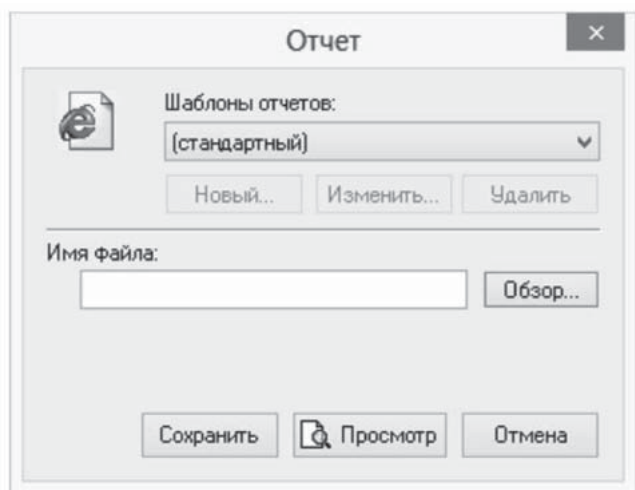 Отчет
Шаблоны отчетов:
(стандартный)
Новый... Изменить... Удалить
Имя файла:
Обзор...
Сохранить Просмотр Отмена